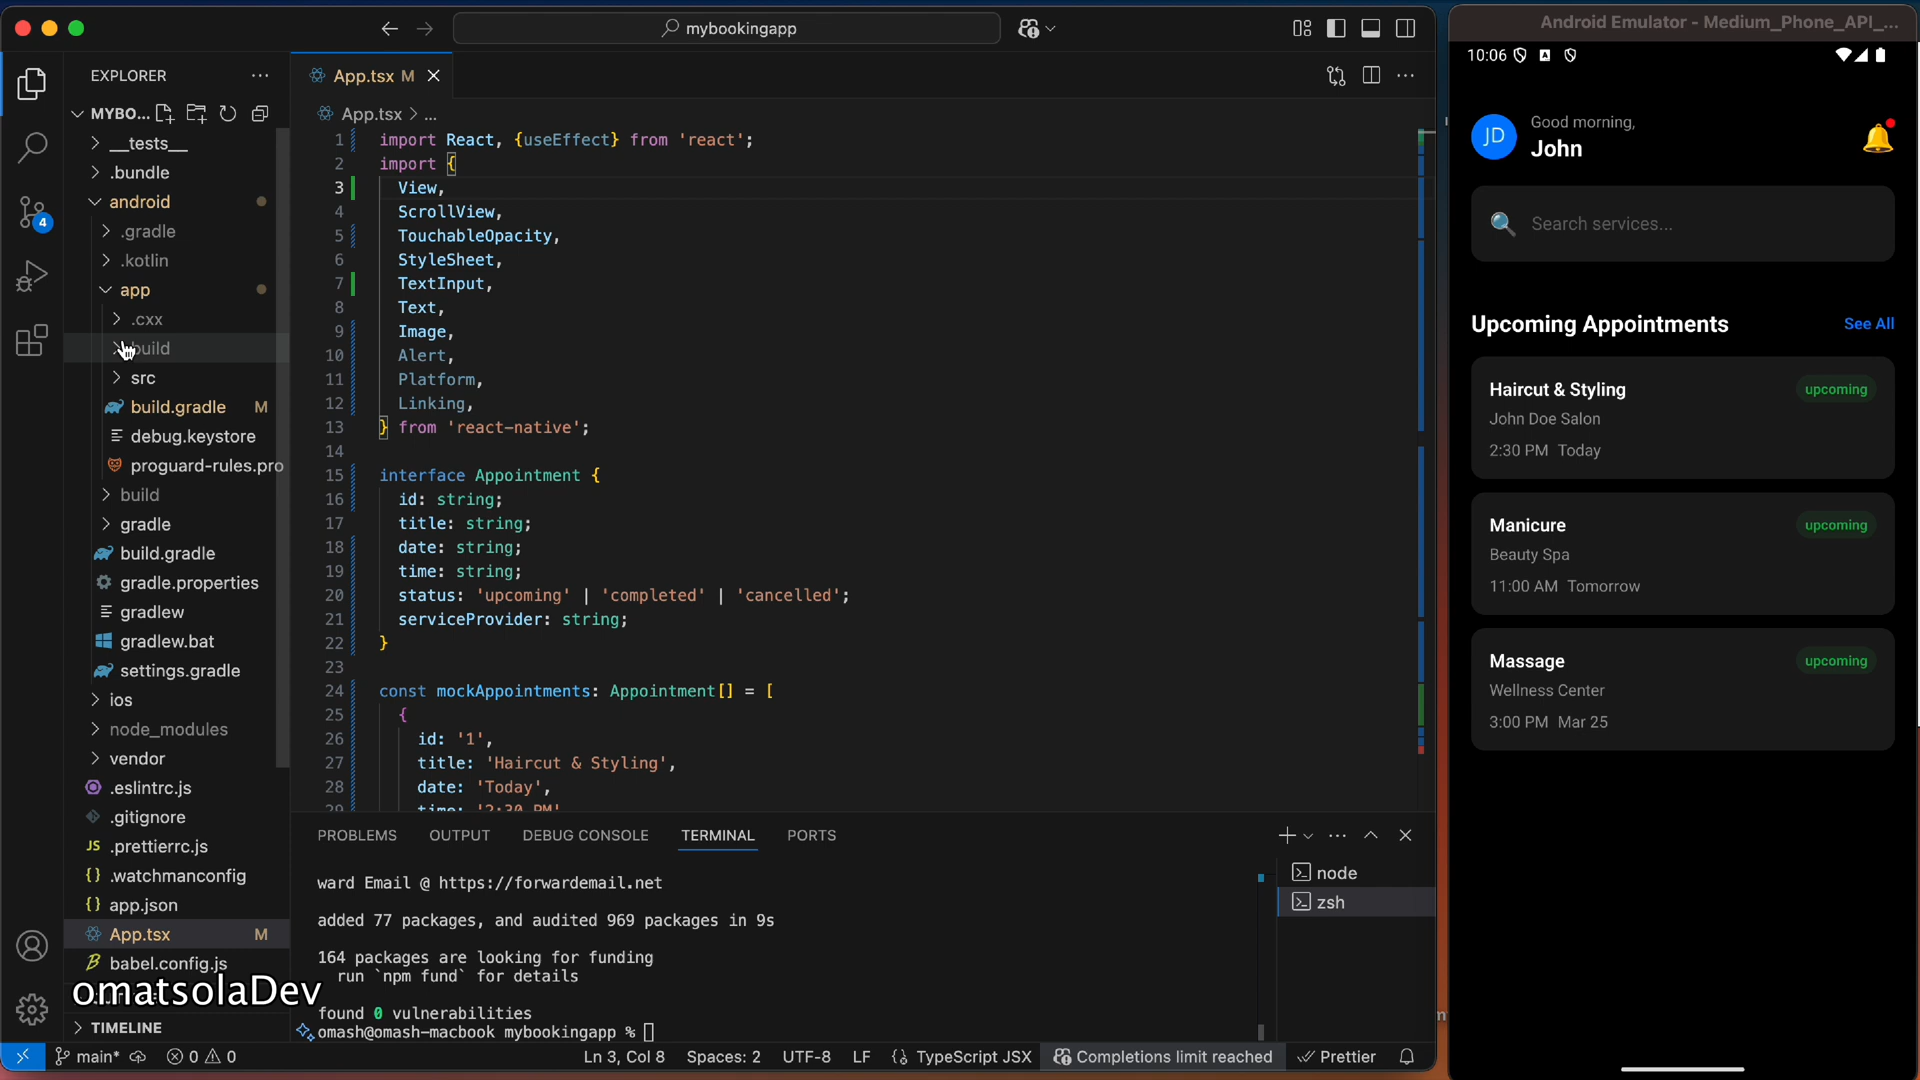 mybookingapp
EXPLORER
MYBO...
__tests__
.bundle
android
.gradle
.kotlin
app
.cxx
build
src
build.gradle M
debug.keystore
proguard-rules.pro
build
gradle
build.gradle
gradle.properties
gradlew
gradlew.bat
settings.gradle
ios
node_modules
vendor
.eslintrc.js
.gitignore
JS .prettierrc.js
{} .watchmanconfig
{} app.json
App.tsx M
babel.config.js
omatsolaDev
TIMELINE
4
App.tsx M
App.tsx > ...
1 import React, {useEffect} from 'react';
2 import {
3 View,
4 ScrollView,
5 TouchableOpacity,
6 StyleSheet,
7 TextInput,
8 Text,
9 Image,
10 Alert,
11 Platform,
12 Linking,
13 } from 'react-native';
14
15 interface Appointment {
16 id: string;
17 title: string;
18 date: string;
19 time: string;
20 status: 'upcoming' | 'completed' | 'cancelled';
21 serviceProvider: string;
22 }
23
24 const mockAppointments: Appointment[] = [
25 {
26 id: '1',
27 title: 'Haircut & Styling',
28 date: 'Today',
29 time: '2:30 PM'
PROBLEMS OUTPUT DEBUG CONSOLE TERMINAL PORTS
ward Email @ https://forwardemail.net
added 77 packages, and audited 969 packages in 9s
164 packages are looking for funding
run `npm fund` for details
found 0 vulnerabilities
omash@omash-macbook mybookingapp %
node
zsh
main* 0 0 Ln 3, Col 8 Spaces: 2 UTF-8 LF {} TypeScript JSX Completions limit reached Prettier
Android Emulator - Medium_Phone_API_...
10:06
JD
Good morning,
John
Search services...
Upcoming Appointments See All
Haircut & Styling upcoming
John Doe Salon
2:30 PM Today
Manicure upcoming
Beauty Spa
11:00 AM Tomorrow
Massage upcoming
Wellness Center
3:00 PM Mar 25